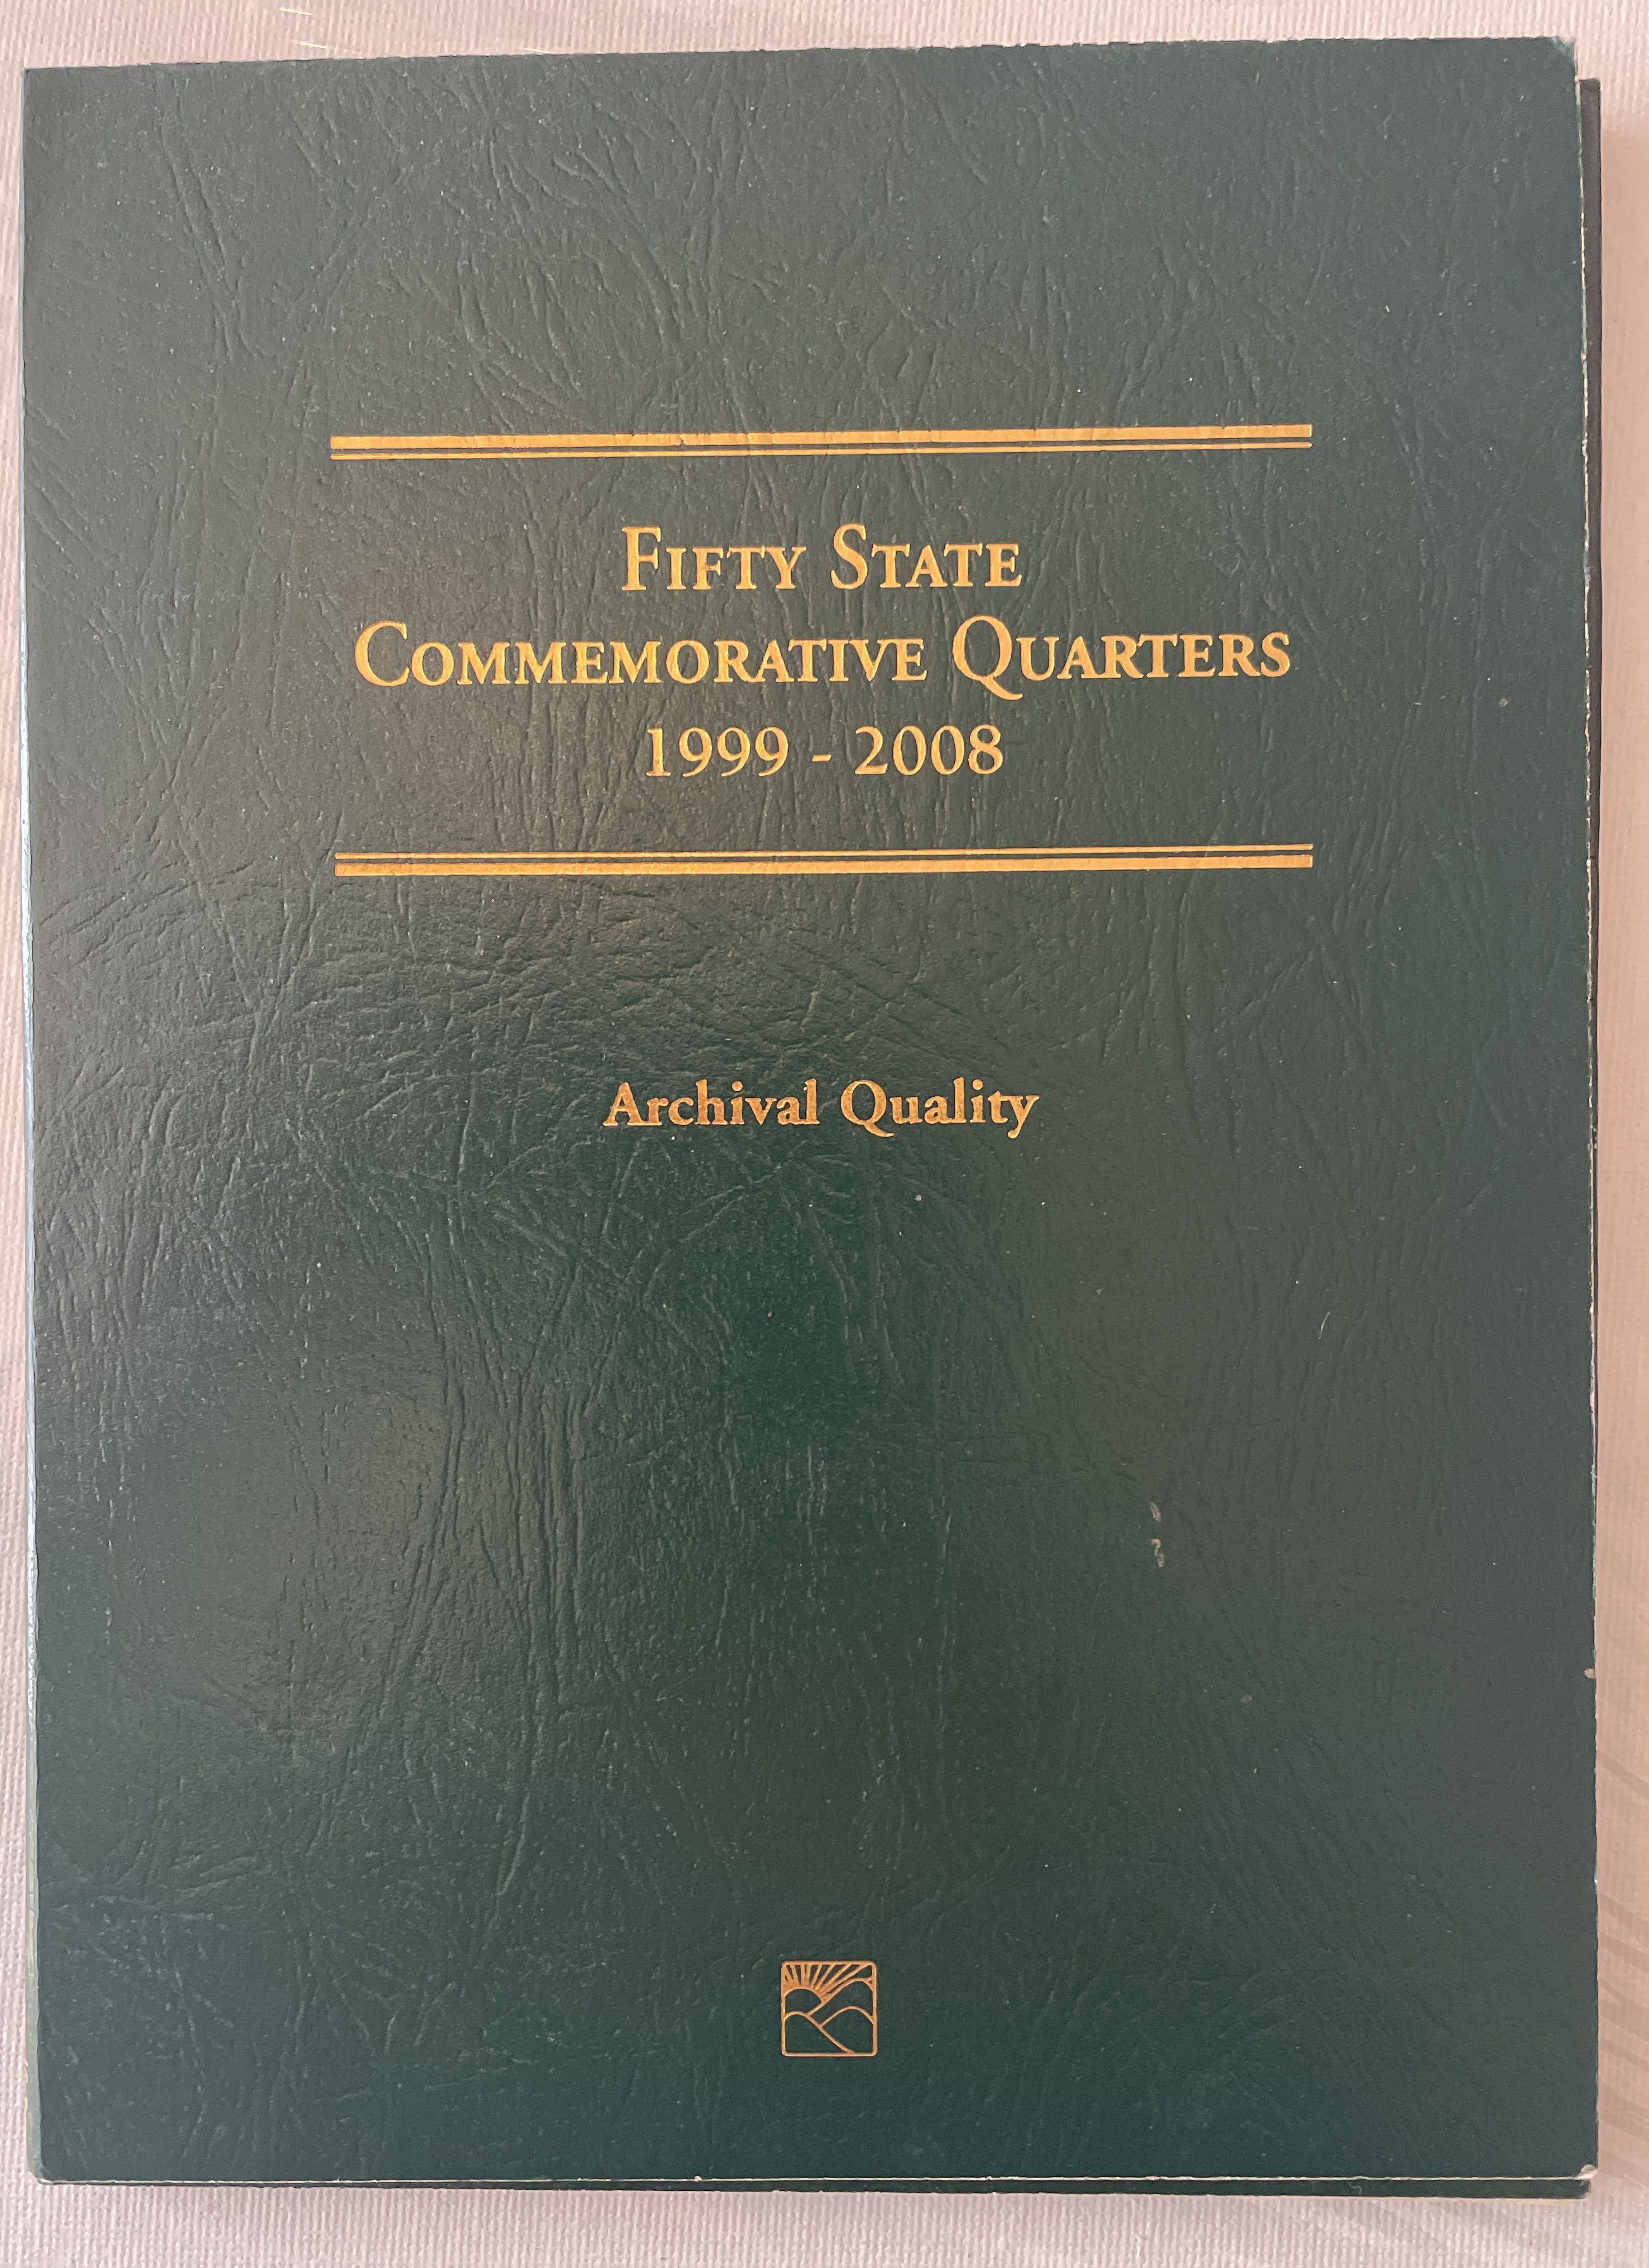 Fifty State
Commemorative Quarters
1999 - 2008
Archival Quality